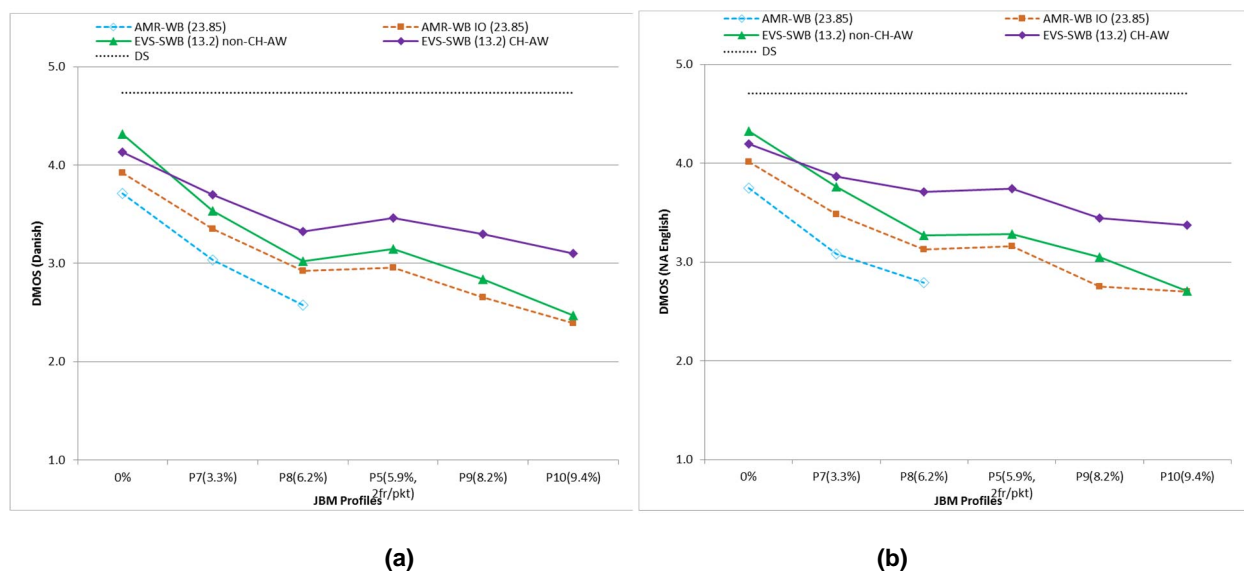 AMR-WB (23.85) AMR-WB IO (23.85)
EVS-SWB (13.2) non-CH-AW EVS-SWB (13.2) CH-AW
DS
5.0
4.0
3.0
2.0
1.0
DMOS (Danish)
0% P7(3.3%) P8(6.2%) P5(5.9%, P9(8.2%) P10(9.4%)
2fr/pkt)
JBM Profiles
(a)
AMR-WB (23.85) AMR-WB IO (23.85)
EVS-SWB (13.2) non-CH-AW EVS-SWB (13.2) CH-AW
DS
5.0
4.0
3.0
2.0
1.0
DMOS (NA English)
0% P7(3.3%) P8(6.2%) P5(5.9%, P9(8.2%) P10(9.4%)
2fr/pkt)
JBM Profiles
(b)